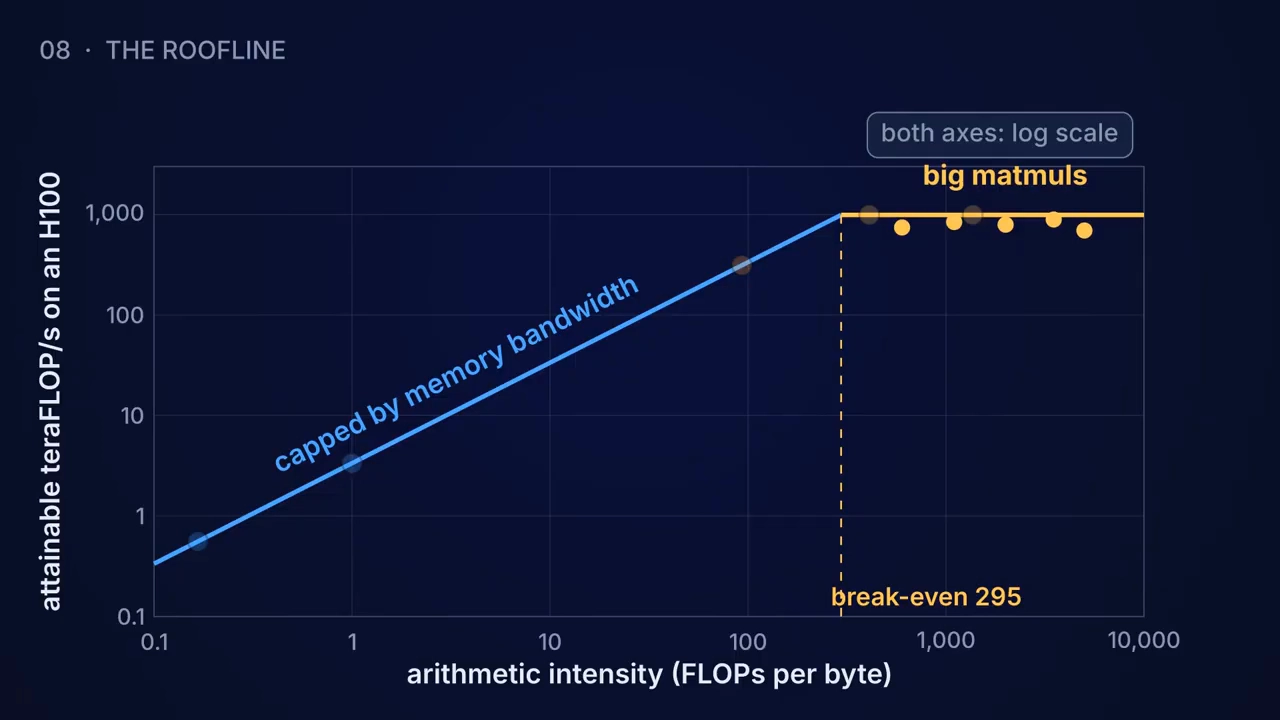 08 · THE ROOFLINE
both axes: log scale
big matmuls
attainable teraFLOP/s on an H100
1,000
100
10
1
0.1
capped by memory bandwidth
break-even 295
0.1
1
10
100
1,000
10,000
arithmetic intensity (FLOPs per byte)